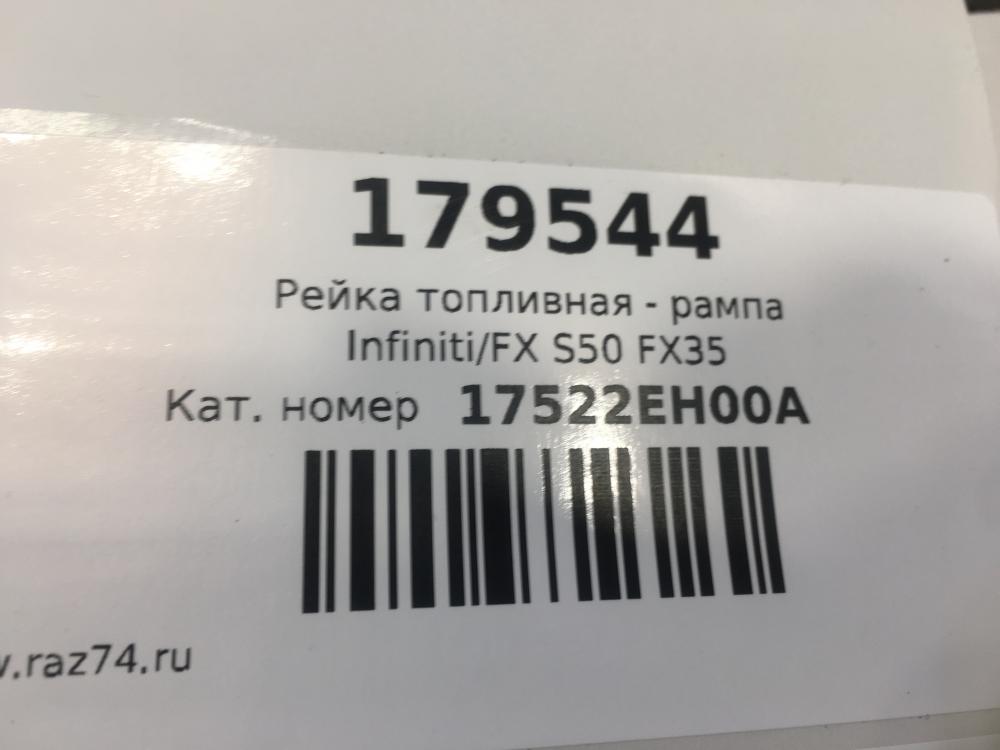 179544
Рейка топливная - рампа
Infiniti/FX S50 FX35
Кат. номер 17522EH00A
.raz74.ru